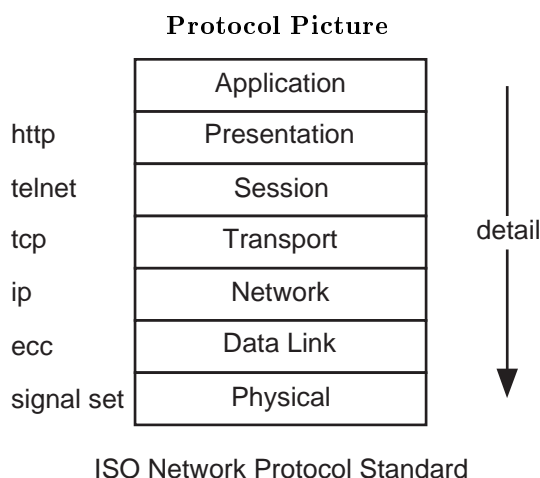 Protocol Picture
Application
http Presentation
telnet Session
tcp Transport
detail
ip Network
ecc Data Link
signal set Physical
ISO Network Protocol Standard